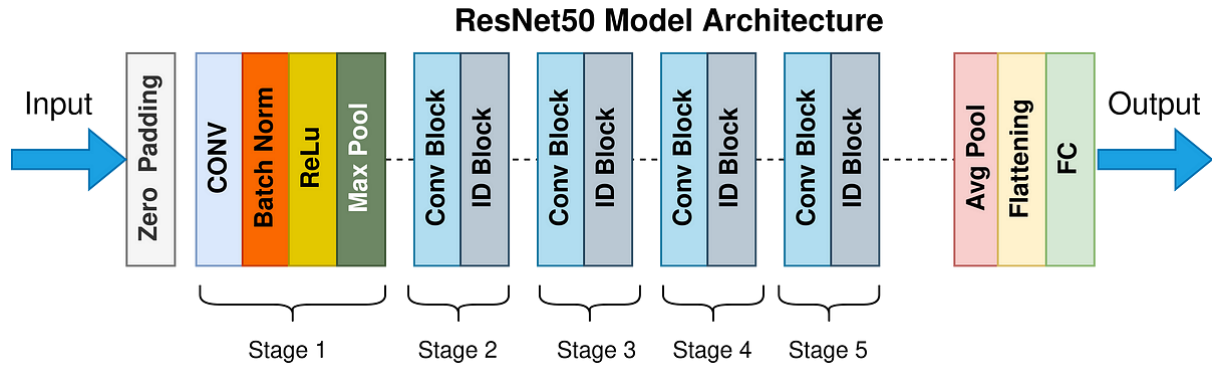 ResNet50 Model Architecture
Input
Zero Padding
CONV
Batch Norm
ReLu
Max Pool
Conv Block
ID Block
Conv Block
ID Block
Conv Block
ID Block
Conv Block
ID Block
Avg Pool
Flattening
FC
Output
Stage 1
Stage 2
Stage 3
Stage 4
Stage 5